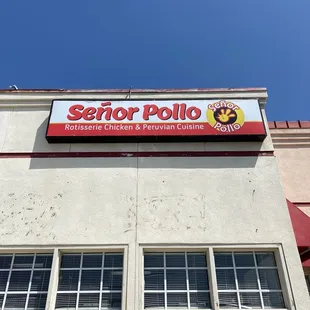 Señor Pollo
Rotisserie Chicken & Peruvian Cuisine
SEÑOR
POLLO